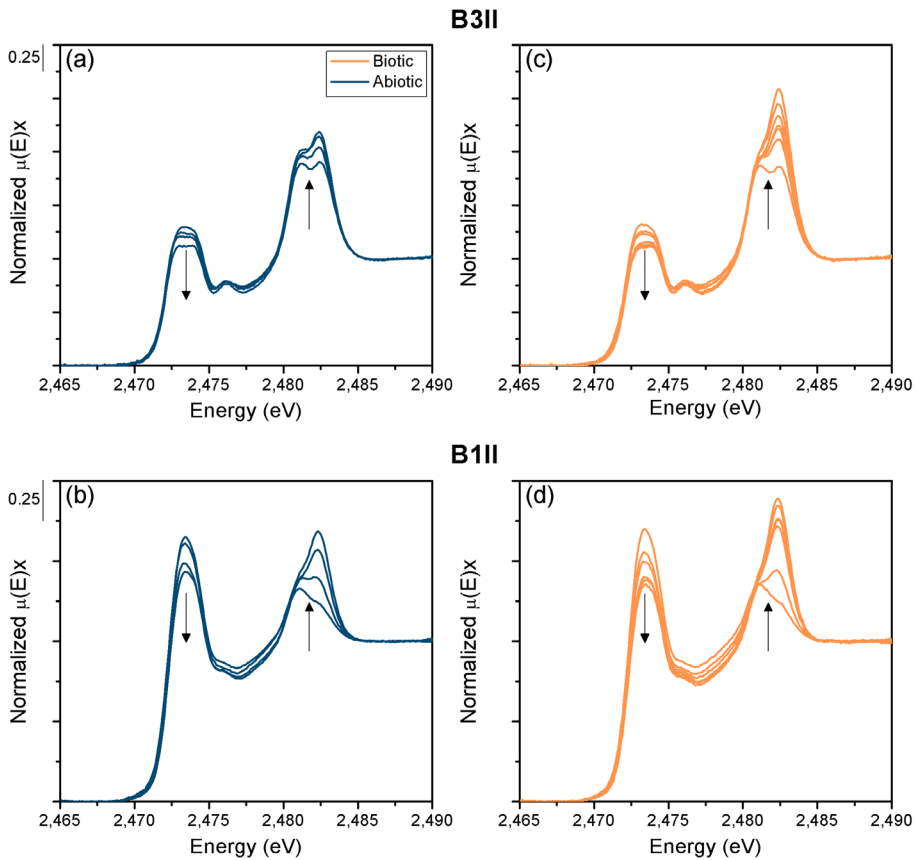 B3II
0.25
(a)
Biotic
Abiotic
Normalized μ(E)x
2,465 2,470 2,475 2,480 2,485 2,490
Energy (eV)
(c)
Normalized μ(E)x
2,465 2,470 2,475 2,480 2,485 2,490
Energy (eV)
B1II
0.25
(b)
Normalized μ(E)x
2,465 2,470 2,475 2,480 2,485 2,490
Energy (eV)
(d)
Normalized μ(E)x
2,465 2,470 2,475 2,480 2,485 2,490
Energy (eV)